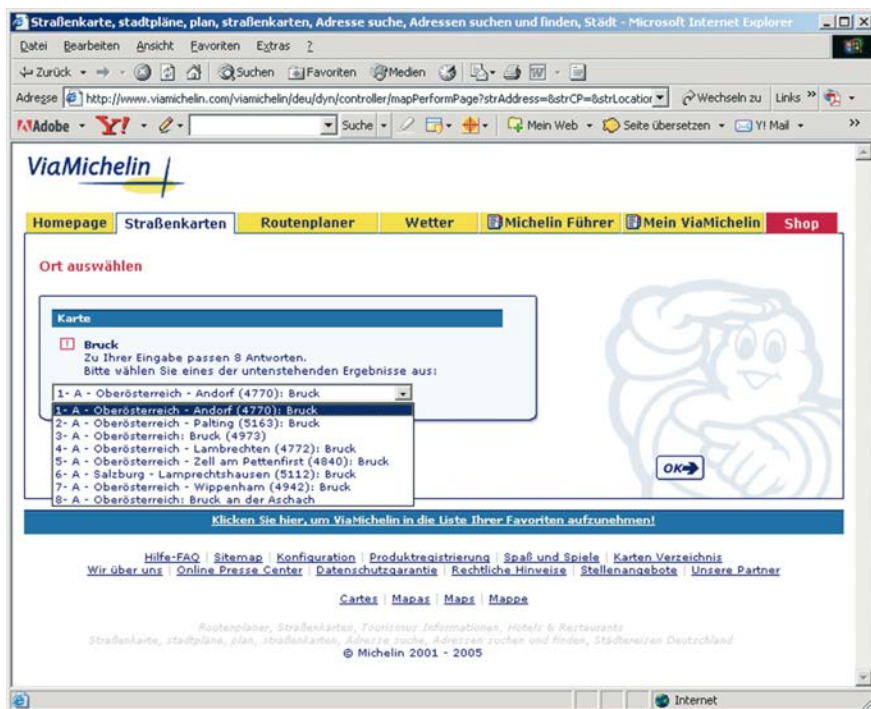 Straßenkarte, stadtpläne, plan, straßenkarten, Adresse suche, Adressen suchen und finden, Städt - Microsoft Internet Explorer
Datei Bearbeiten Ansicht Favoriten Extras ?
Zurück Suchen Favoriten Medien
Adresse http://www.viamichelin.com/viamichelin/deu/dyn/controller/mapPerformPage?strAddress=&strCP=&strLocation Wechseln zu Links »
Adobe Y! Suche Mein Web Seite übersetzen Y! Mail »
ViaMichelin
Homepage Straßenkarten Routenplaner Wetter Michelin Führer Mein ViaMichelin Shop
Ort auswählen
Karte
Bruck
Zu Ihrer Eingabe passen 8 Antworten.
Bitte wählen Sie eines der untenstehenden Ergebnisse aus:
1- A - Oberösterreich - Andorf (4770): Bruck
1- A - Oberösterreich - Andorf (4770): Bruck
2- A - Oberösterreich - Palting (5163): Bruck
3- A - Oberösterreich: Bruck (4973)
4- A - Oberösterreich - Lambrechten (4772): Bruck
5- A - Oberösterreich - Zell am Pettenfirst (4840): Bruck
6- A - Salzburg - Lamprechtshausen (5112): Bruck
7- A - Oberösterreich - Wippenham (4942): Bruck
8- A - Oberösterreich: Bruck an der Aschach
OK
Klicken Sie hier, um ViaMichelin in die Liste Ihrer Favoriten aufzunehmen!
Hilfe-FAQ | Sitemap | Konfiguration | Produktregistrierung | Spaß und Spiele | Karten Verzeichnis
Wir über uns | Online Presse Center | Datenschutzgarantie | Rechtliche Hinweise | Stellenangebote | Unsere Partner
Cartes | Mapas | Maps | Mappe
Routenplaner, Straßenkarten, Tourismus Informationen, Hotels & Restaurants
Straßenkarte, stadtpläne, plan, straßenkarten, Adresse suche, Adressen suchen und finden, Städtereisen Deutschland
© Michelin 2001 - 2005
Internet